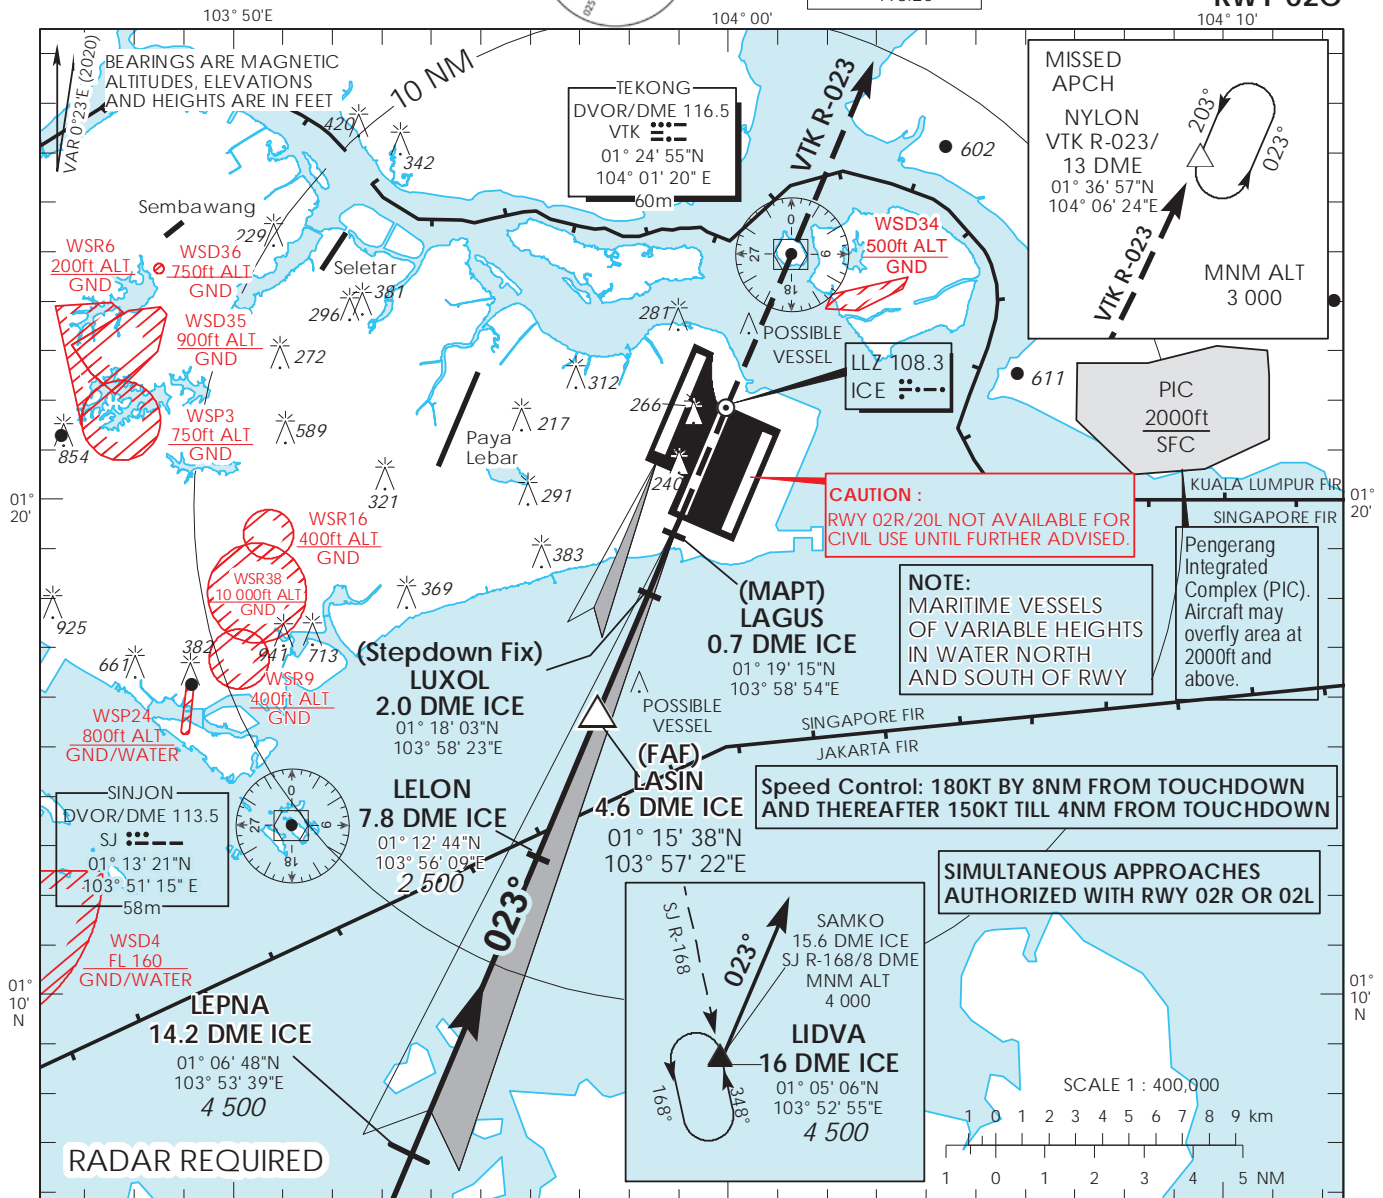 103° 50'E
104° 00'
104° 10'
RWY 02C
025
VAR 0°23'E (2020)
BEARINGS ARE MAGNETIC
ALTITUDES, ELEVATIONS
AND HEIGHTS ARE IN FEET
10 NM
420
342
TEKONG
DVOR/DME 116.5
VTK
01° 24' 55"N
104° 01' 20" E
60m
VTK R-023
602
MISSED
APCH
NYLON
VTK R-023/
13 DME
01° 36' 57"N
104° 06' 24"E
203°
023°
VTK R-023
MNM ALT
3 000
Sembawang
229
WSR6
200ft ALT
GND
WSD36
750ft ALT
GND
Seletar
296
381
WSD35
900ft ALT
GND
272
0
9
18
27
WSD34
500ft ALT
GND
281
POSSIBLE
VESSEL
LLZ 108.3
ICE
611
PIC
2000ft
SFC
312
266
217
WSP3
750ft ALT
GND
589
854
Paya
Lebar
321
291
240
01°
20'
CAUTION :
RWY 02R/20L NOT AVAILABLE FOR
CIVIL USE UNTIL FURTHER ADVISED.
KUALA LUMPUR FIR
SINGAPORE FIR
01°
20'
WSR16
400ft ALT
GND
383
WSR38
10 000ft ALT
GND
369
925
Pengerang
Integrated
Complex (PIC).
Aircraft may
overfly area at
2000ft and
above.
NOTE:
MARITIME VESSELS
OF VARIABLE HEIGHTS
IN WATER NORTH
AND SOUTH OF RWY
(MAPT)
LAGUS
0.7 DME ICE
01° 19' 15"N
103° 58' 54"E
382
941
713
661
(Stepdown Fix)
LUXOL
2.0 DME ICE
01° 18' 03"N
103° 58' 23"E
WSR9
400ft ALT
GND
WSP24
800ft ALT
GND/WATER
POSSIBLE
VESSEL
SINGAPORE FIR
JAKARTA FIR
(FAF)
LASIN
4.6 DME ICE
01° 15' 38"N
103° 57' 22"E
Speed Control: 180KT BY 8NM FROM TOUCHDOWN
AND THEREAFTER 150KT TILL 4NM FROM TOUCHDOWN
SINJON
DVOR/DME 113.5
SJ
01° 13' 21"N
103° 51' 15" E
58m
0
9
18
27
LELON
7.8 DME ICE
01° 12' 44"N
103° 56' 09"E
2 500
SIMULTANEOUS APPROACHES
AUTHORIZED WITH RWY 02R OR 02L
023°
WSD4
FL 160
GND/WATER
SJ R-168
023°
SAMKO
15.6 DME ICE
SJ R-168/8 DME
MNM ALT
4 000
LIDVA
16 DME ICE
01° 05' 06"N
103° 52' 55"E
4 500
168°
348°
01°
10'
N
01°
10'
N
LEPNA
14.2 DME ICE
01° 06' 48"N
103° 53' 39"E
4 500
SCALE 1 : 400,000
1 0 1 2 3 4 5 6 7 8 9 km
1 0 1 2 3 4 5 NM
RADAR REQUIRED